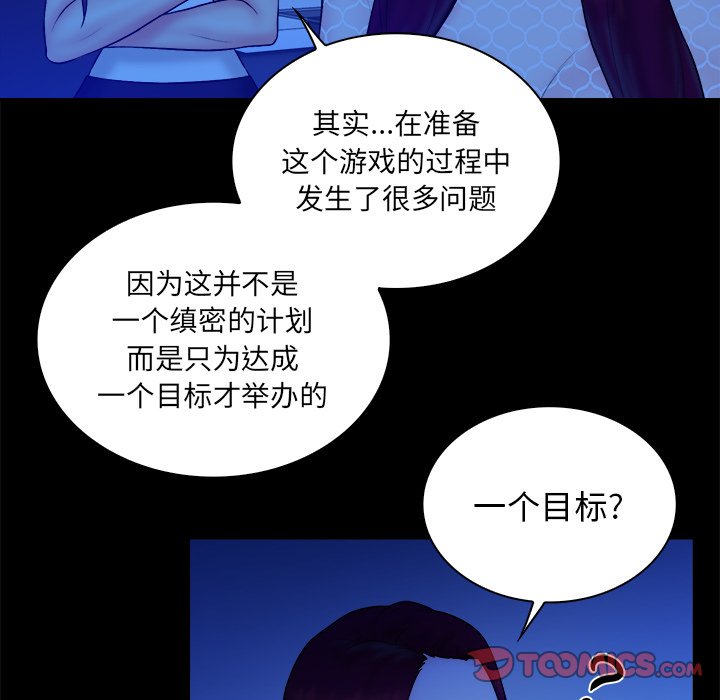 其实...在准备
这个游戏的过程中
发生了很多问题
因为这并不是
一个缜密的计划
而是只为达成
一个目标才举办的
一个目标?
TOOMICS.COM